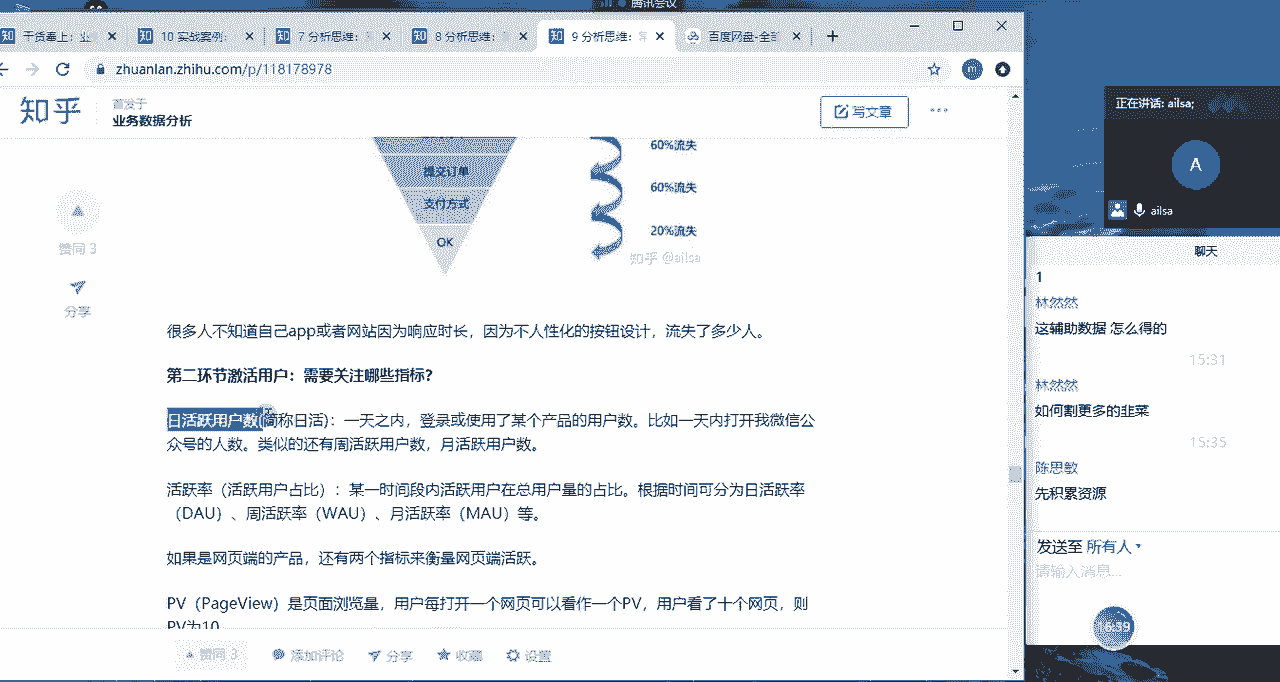 腾讯会议
干货奉上：业
10 实战案例：
7 分析思维：
8 分析思维：
9 分析思维：
百度网盘-全部
zhuanlan.zhihu.com/p/118178978
m
知乎
首发于
业务数据分析
写文章
提交订单
支付方式
OK
60%流失
60%流失
20%流失
知乎 @ailsa
赞同 3
分享
很多人不知道自己app或者网站因为响应时长，因为不人性化的按钮设计，流失了多少人。
第二环节激活用户：需要关注哪些指标？
日活跃用户数(简称日活)：一天之内，登录或使用了某个产品的用户数。比如一天内打开我微信公
众号的人数。类似的还有周活跃用户数，月活跃用户数。
活跃率（活跃用户占比）：某一时间段内活跃用户在总用户量的占比。根据时间可分为日活跃率
（DAU）、周活跃率（WAU）、月活跃率（MAU）等。
如果是网页端的产品，还有两个指标来衡量网页端活跃。
PV（PageView）是页面浏览量，用户每打开一个网页可以看作一个PV，用户看了十个网页，则
PV为10
赞同 3
添加评论
分享
收藏
设置
正在讲话: ailsa;
A
ailsa
聊天
1
林然然
这辅助数据 怎么得的
15:31
林然然
如何割更多的韭菜
15:35
陈思敏
先积累资源
发送至 所有人
请输入消息...